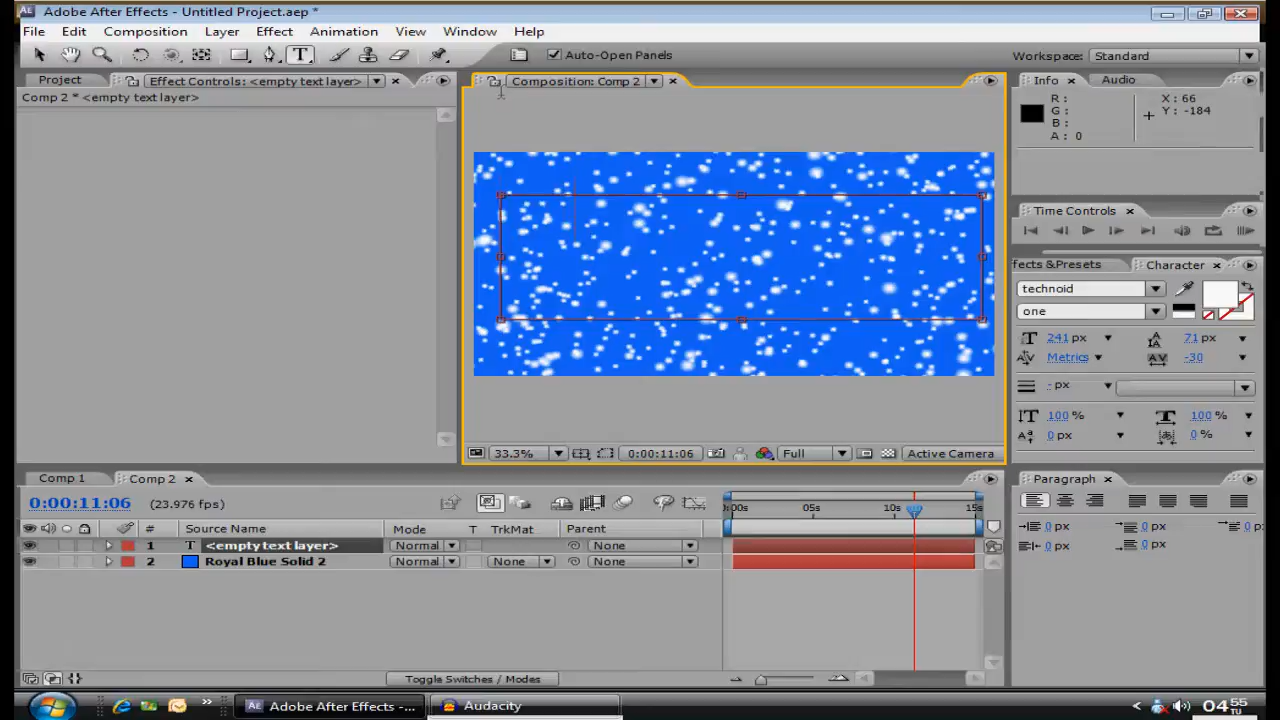 Adobe After Effects - Untitled Project.aep *
File Edit Composition Layer Effect Animation View Window Help
T Auto-Open Panels Workspace: Standard
Project Effect Controls: <empty text layer> Composition: Comp 2 Info Audio
Comp 2 * <empty text layer>
R: X: 66
G: Y: -184
B:
A: 0
Time Controls
ffects & Presets Character
technoid
one
241 px 71 px
Metrics -30
- px
100 % 100 %
0 px 0 %
33.3% 0:00:11:06 Full Active Camera
Comp 1 Comp 2 Paragraph
0:00:11:06 (23.976 fps) :00s 05s 10s 15s
# Source Name Mode T TrkMat Parent
0 px 0 px 0 p
1 T <empty text layer> Normal None
0 px 0 px
2 Royal Blue Solid 2 Normal None None
Toggle Switches / Modes
Adobe After Effects -... Audacity 04:55
TU